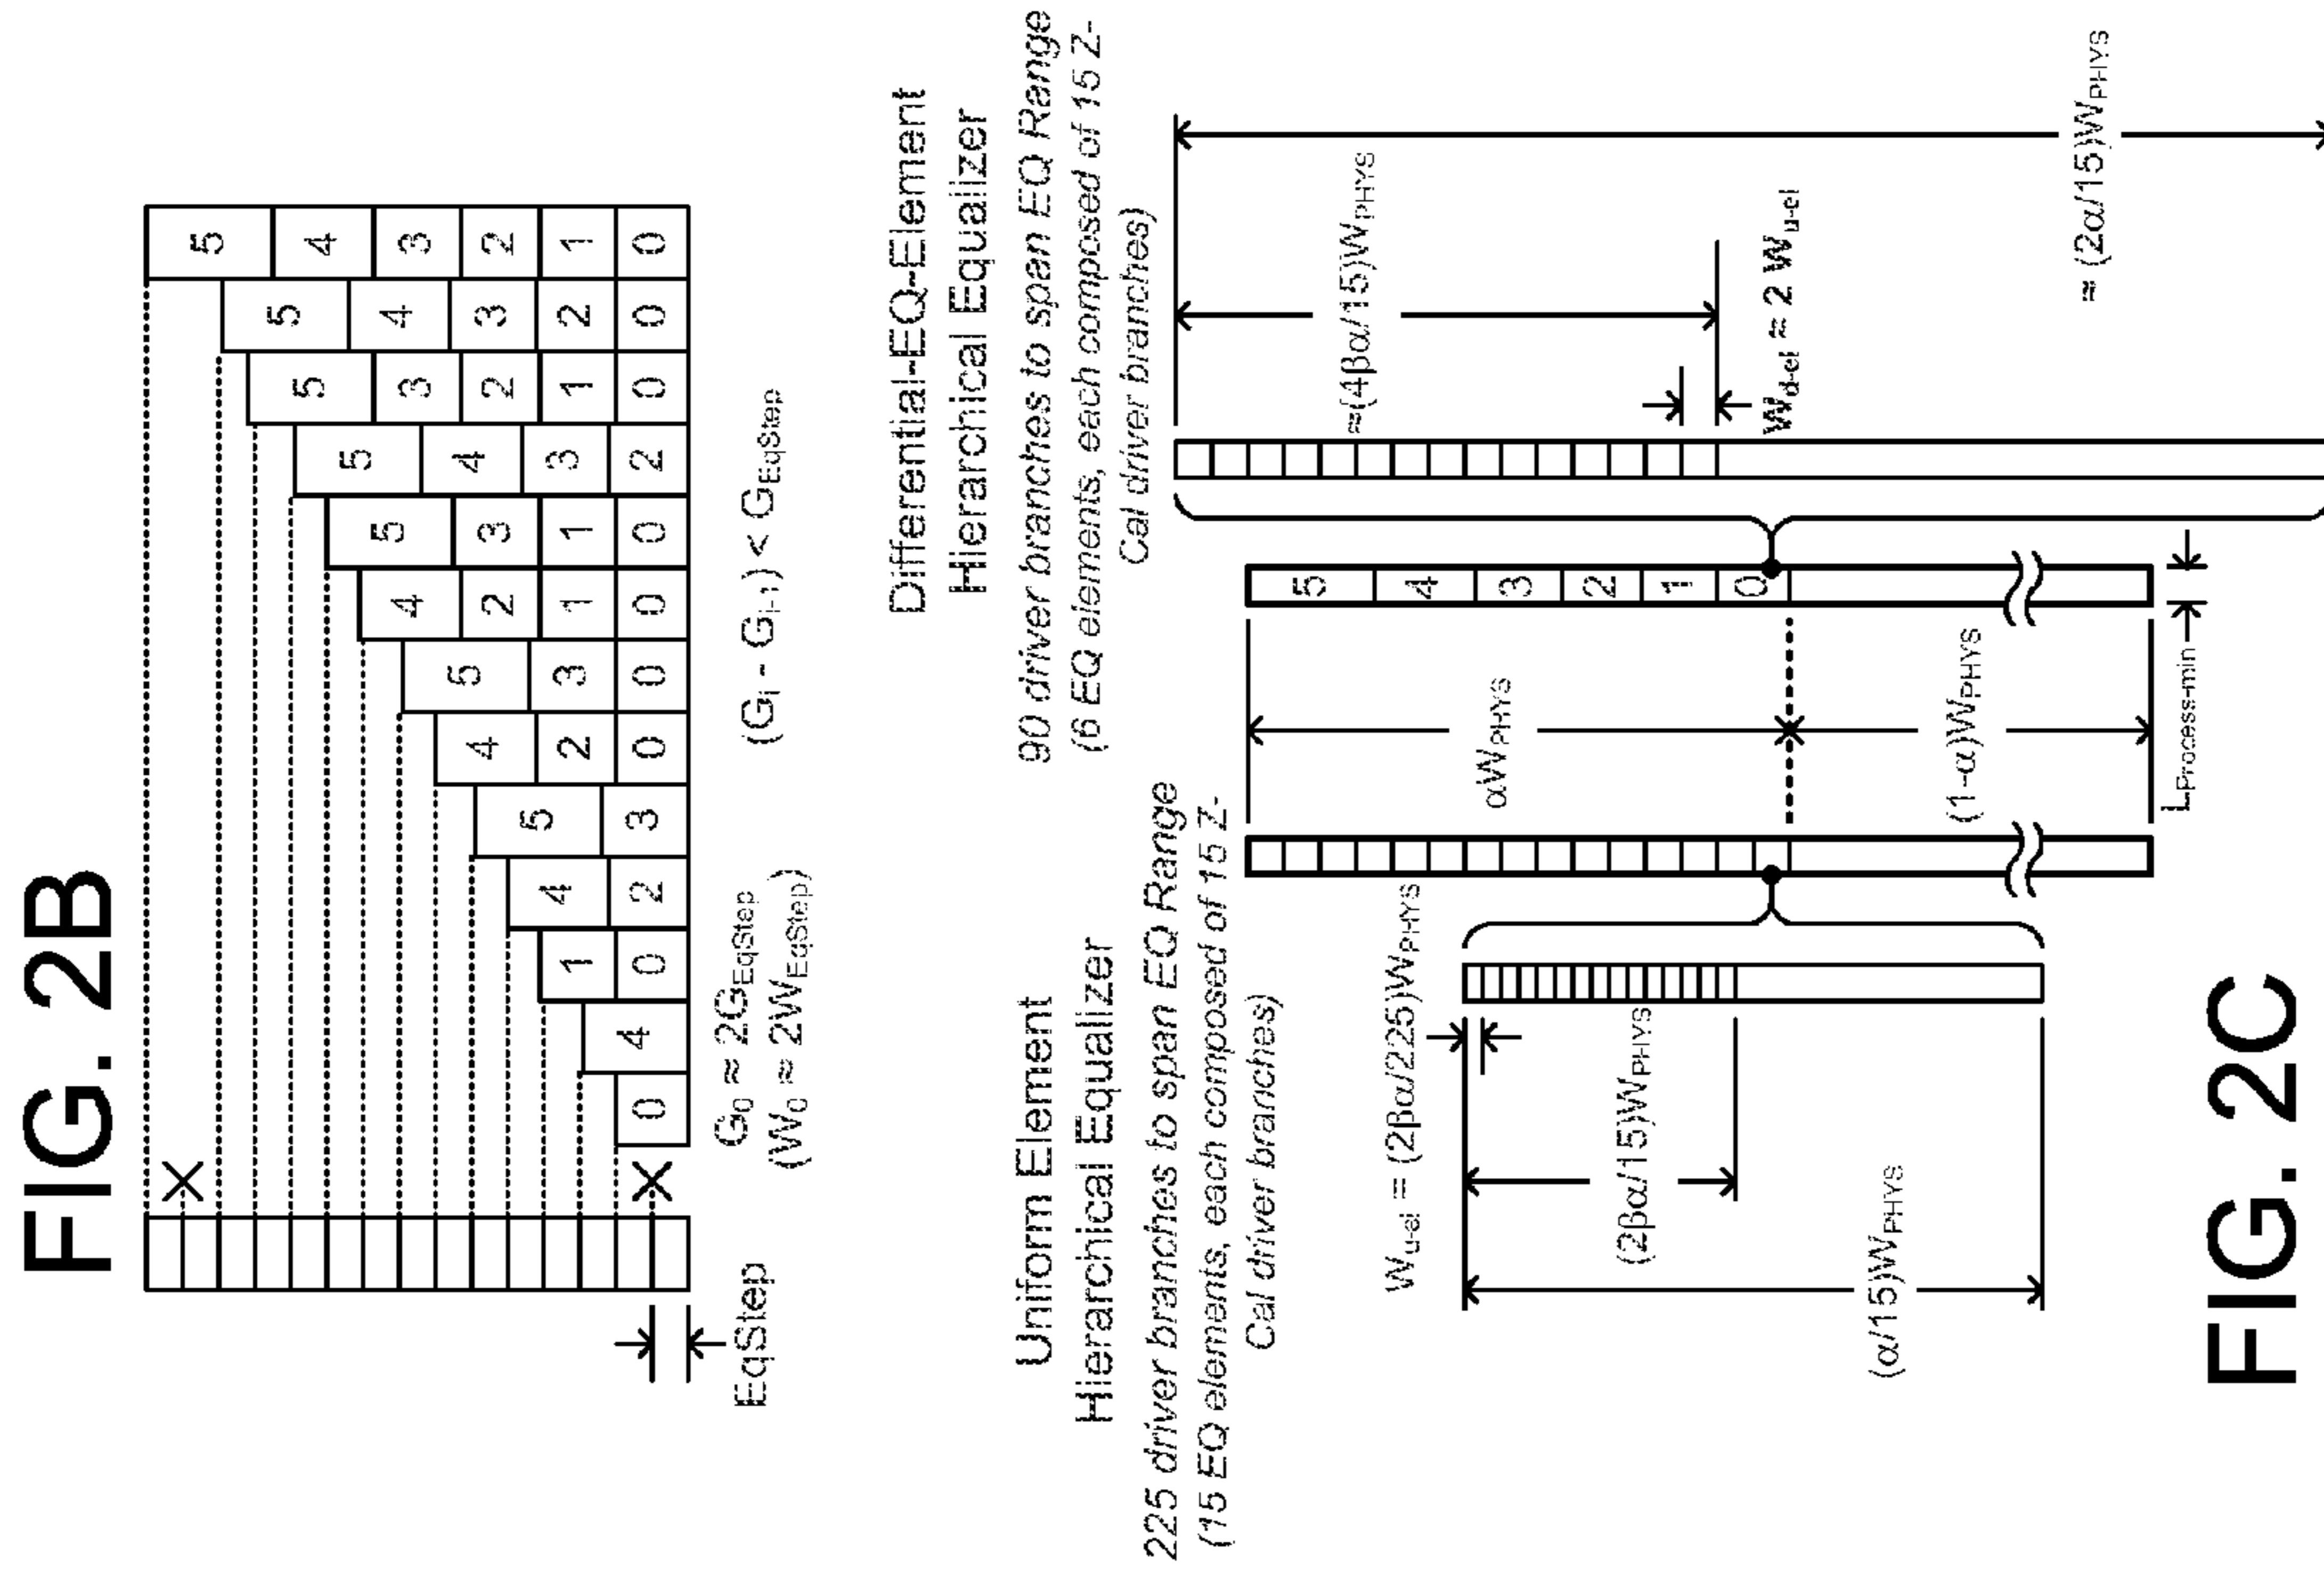 FIG. 2B
X
X
EqStep
0
4
1
0
4
2
5
3
4
2
0
5
3
0
4
2
1
0
5
3
1
0
5
4
3
2
5
3
2
1
0
5
4
3
2
0
5
4
3
2
1
0
G0 ≈ 2GEqStep
(W0 ≈ 2WEqStep)
(Gi - Gi-1) < GEqStep
Uniform Element
Hierarchical Equalizer
225 driver branches to span EQ Range
(15 EQ elements, each composed of 15 Z-
Cal driver branches)
Differential-EQ-Element
Hierarchical Equalizer
90 driver branches to span EQ Range
(6 EQ elements, each composed of 15 Z-
Cal driver branches)
Wu-el = (2βα/225)WPHYS
(2βα/15)WPHYS
(α/15)WPHYS
αWPHYS
(1-α)WPHYS
5
4
3
2
1
0
LProcess-min
≈(4βα/15)WPHYS
Wd-el ≈ 2 Wu-el
≈ (2α/15)WPHYS
FIG. 2C